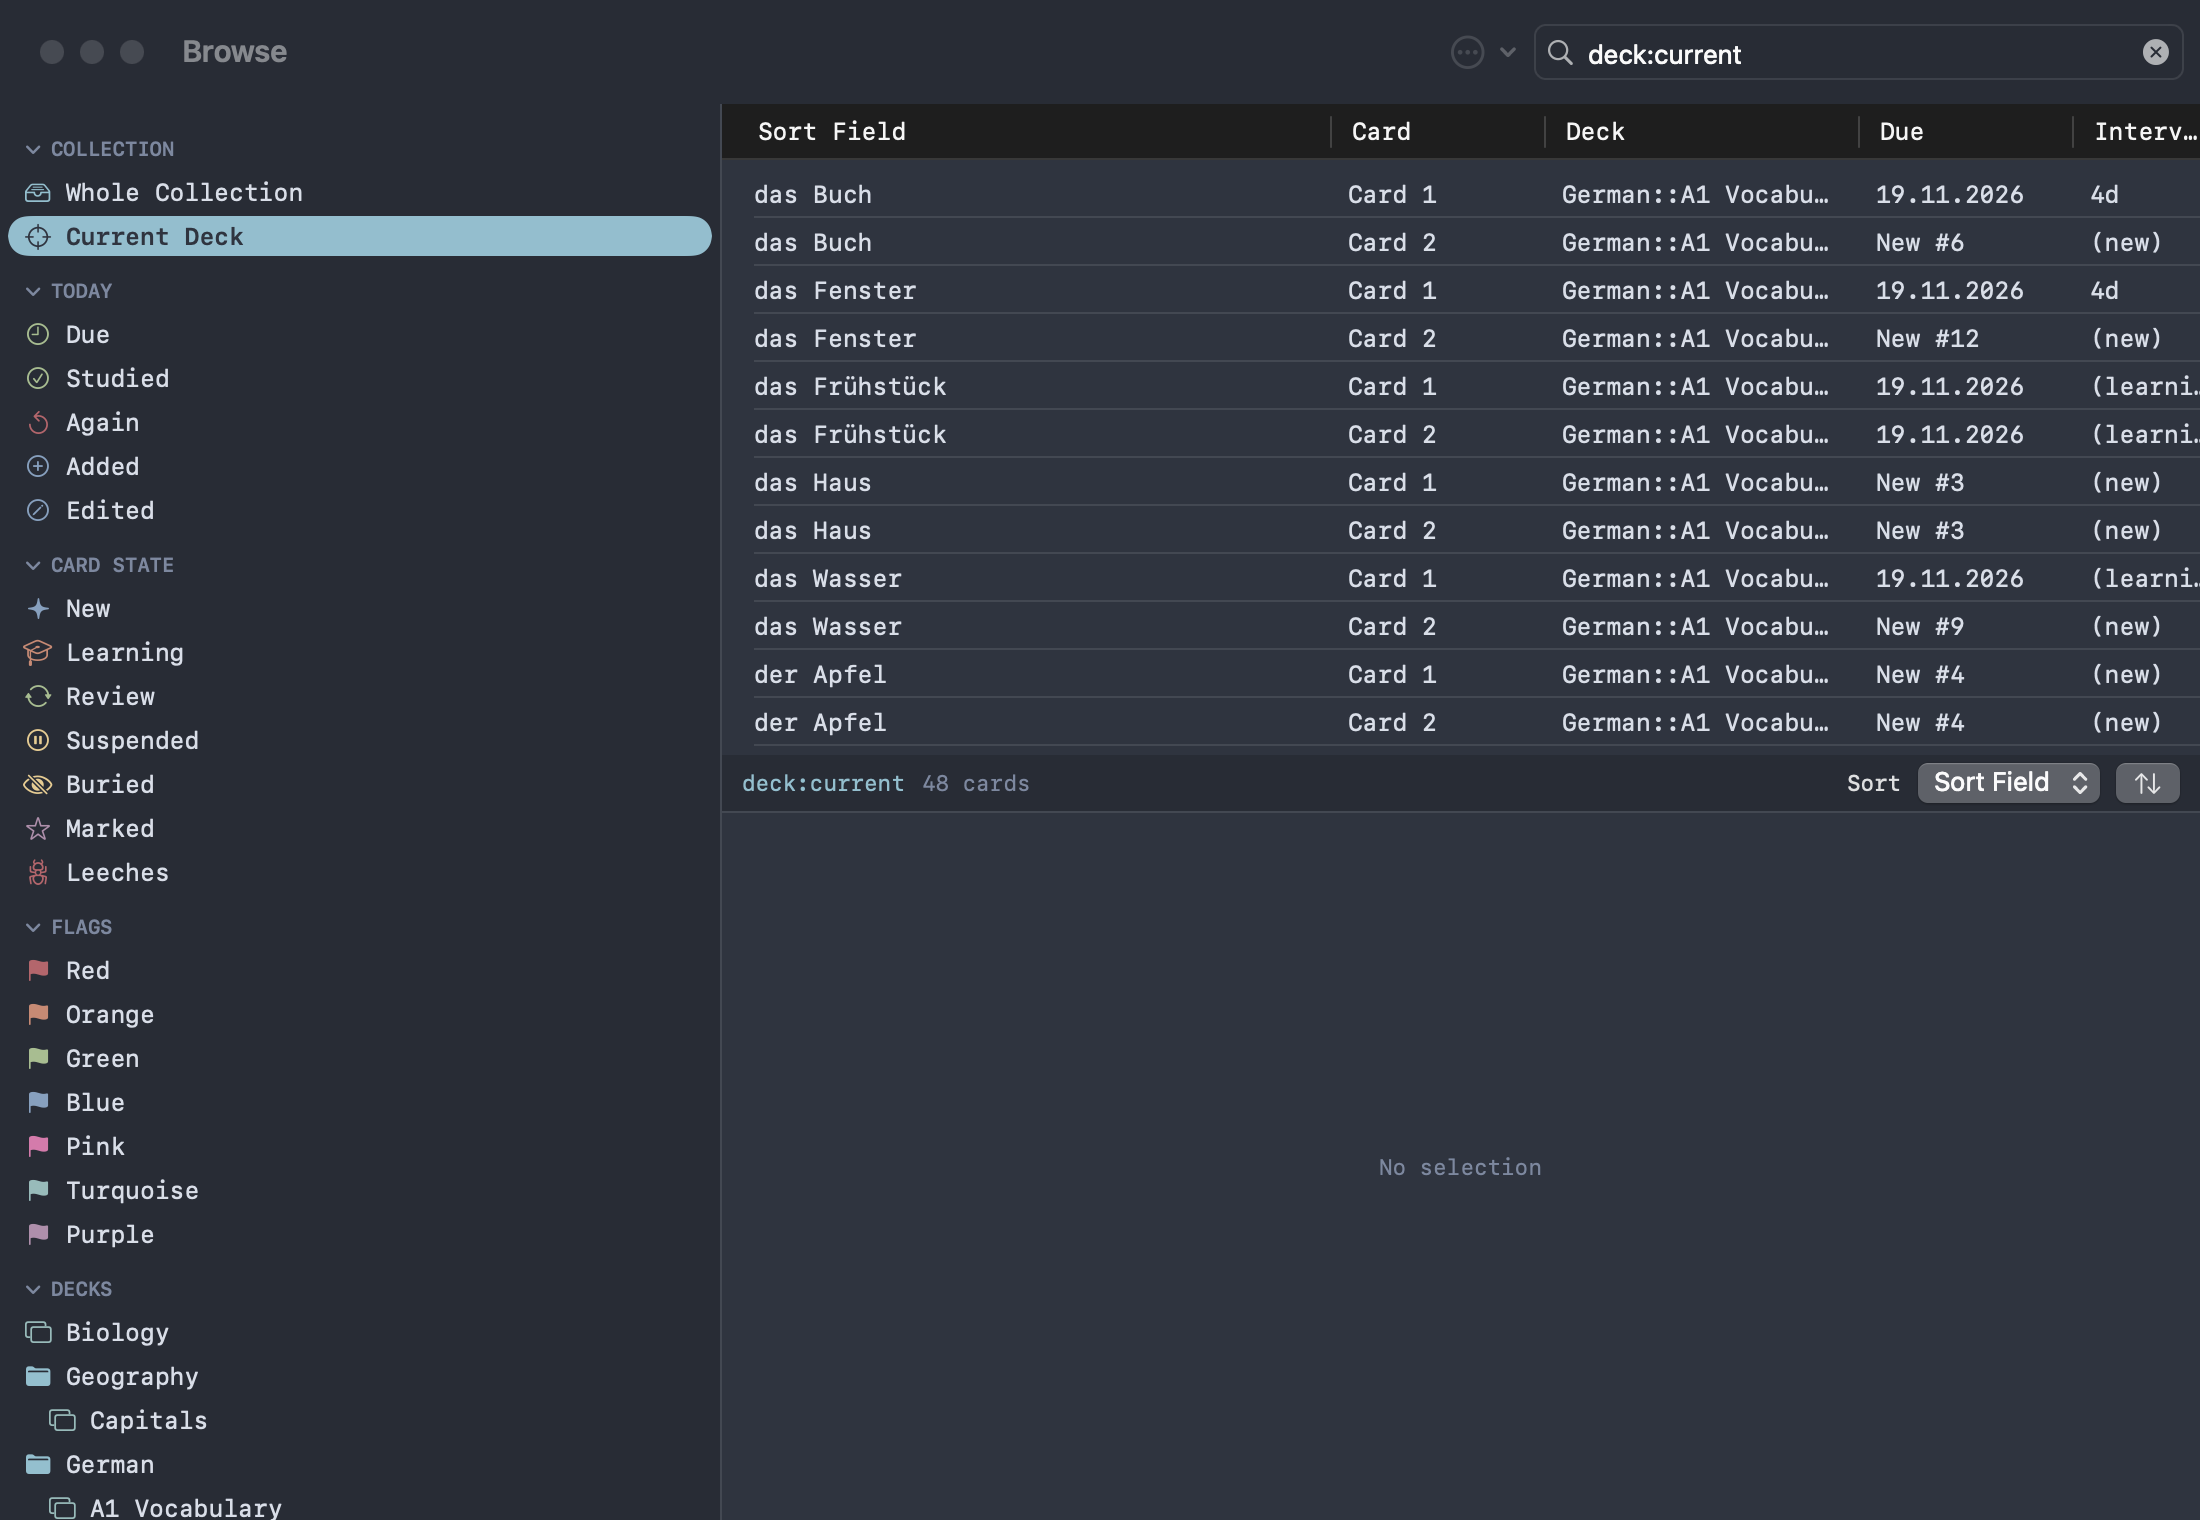 Browse
deck:current
COLLECTION
Whole Collection
Current Deck
TODAY
Due
Studied
Again
Added
Edited
CARD STATE
New
Learning
Review
Suspended
Buried
Marked
Leeches
FLAGS
Red
Orange
Green
Blue
Pink
Turquoise
Purple
DECKS
Biology
Geography
Capitals
German
A1 Vocabulary
Sort Field Card Deck Due Interv…
das Buch Card 1 German::A1 Vocabu… 19.11.2026 4d
das Buch Card 2 German::A1 Vocabu… New #6 (new)
das Fenster Card 1 German::A1 Vocabu… 19.11.2026 4d
das Fenster Card 2 German::A1 Vocabu… New #12 (new)
das Frühstück Card 1 German::A1 Vocabu… 19.11.2026 (learni…
das Frühstück Card 2 German::A1 Vocabu… 19.11.2026 (learni…
das Haus Card 1 German::A1 Vocabu… New #3 (new)
das Haus Card 2 German::A1 Vocabu… New #3 (new)
das Wasser Card 1 German::A1 Vocabu… 19.11.2026 (learni…
das Wasser Card 2 German::A1 Vocabu… New #9 (new)
der Apfel Card 1 German::A1 Vocabu… New #4 (new)
der Apfel Card 2 German::A1 Vocabu… New #4 (new)
deck:current 48 cards Sort Sort Field
No selection